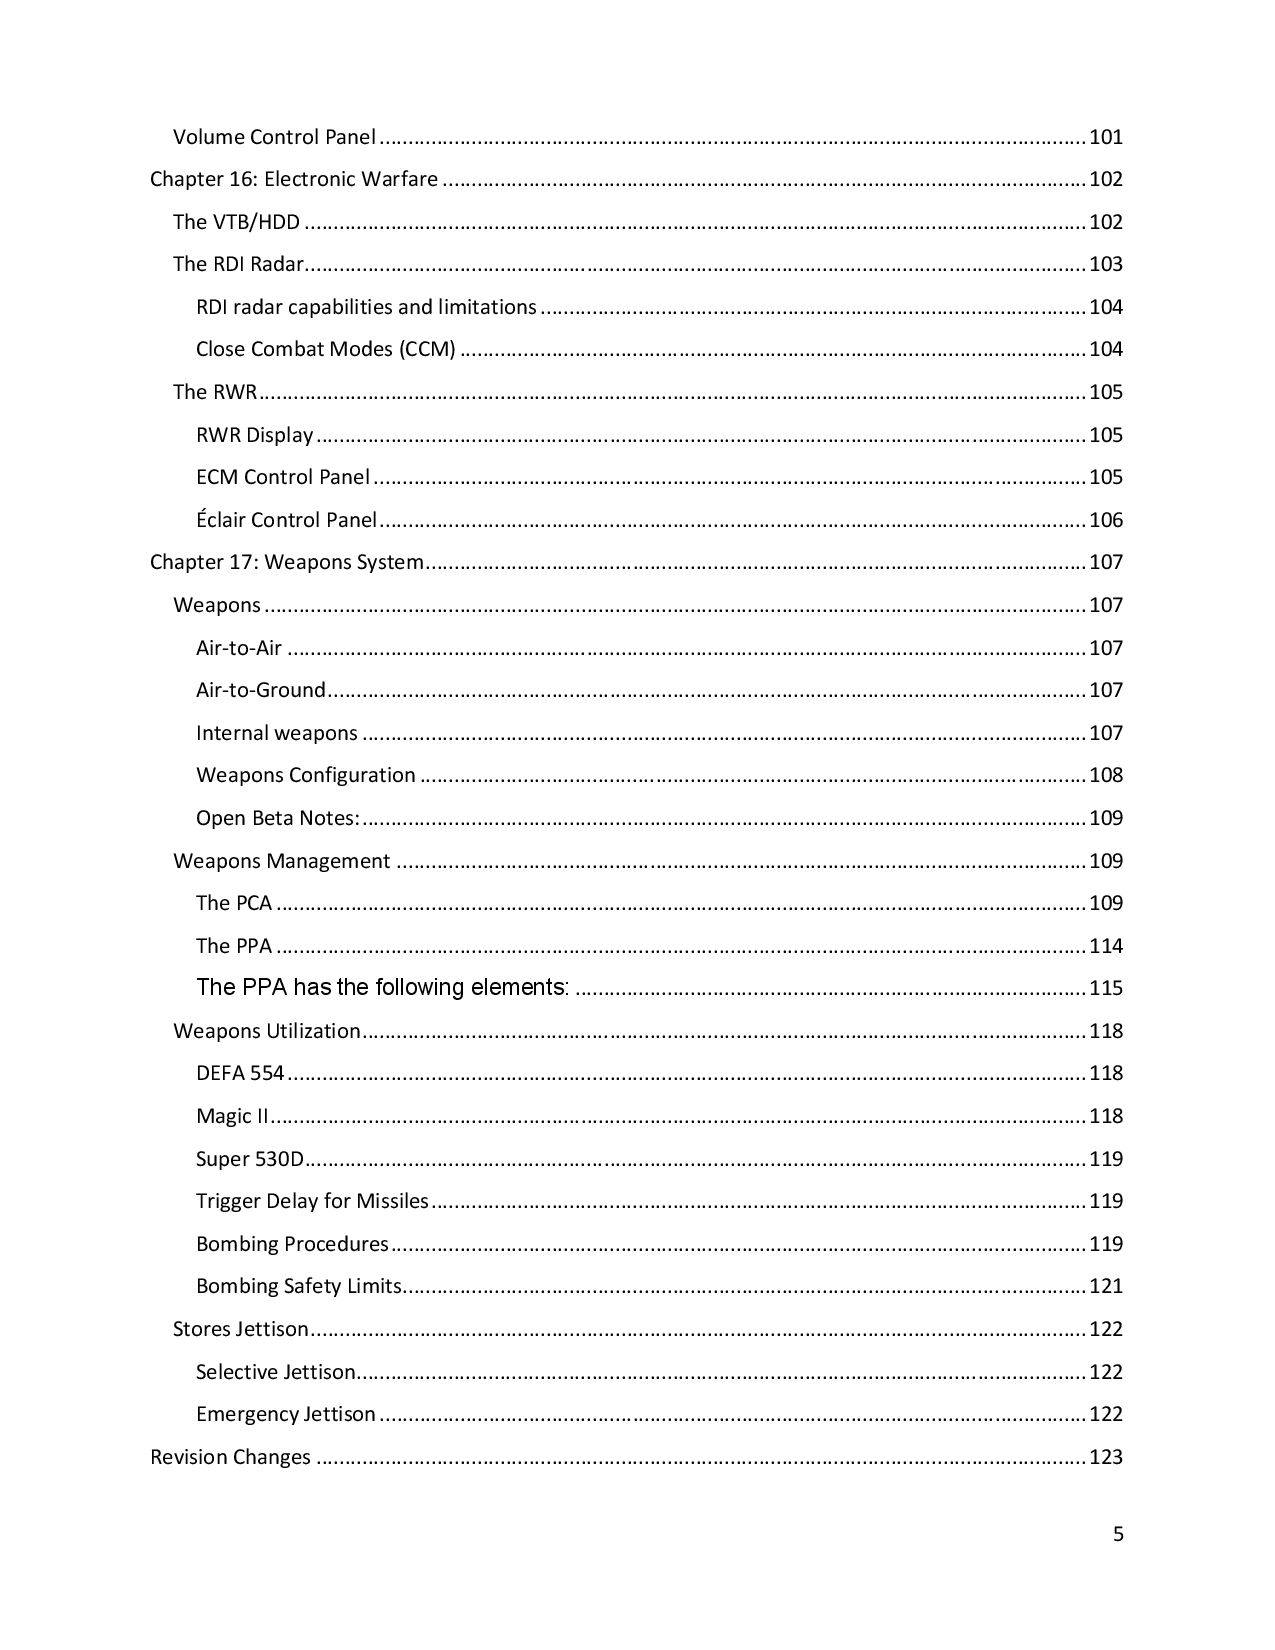 Volume Control Panel ........ 101
Chapter 16: Electronic Warfare ........ 102
The VTB/HDD ........ 102
The RDI Radar ........ 103
RDI radar capabilities and limitations ........ 104
Close Combat Modes (CCM) ........ 104
The RWR ........ 105
RWR Display ........ 105
ECM Control Panel ........ 105
Éclair Control Panel ........ 106
Chapter 17: Weapons System ........ 107
Weapons ........ 107
Air-to-Air ........ 107
Air-to-Ground ........ 107
Internal weapons ........ 107
Weapons Configuration ........ 108
Open Beta Notes: ........ 109
Weapons Management ........ 109
The PCA ........ 109
The PPA ........ 114
The PPA has the following elements: ........ 115
Weapons Utilization ........ 118
DEFA 554 ........ 118
Magic II ........ 118
Super 530D ........ 119
Trigger Delay for Missiles ........ 119
Bombing Procedures ........ 119
Bombing Safety Limits ........ 121
Stores Jettison ........ 122
Selective Jettison ........ 122
Emergency Jettison ........ 122
Revision Changes ........ 123
5